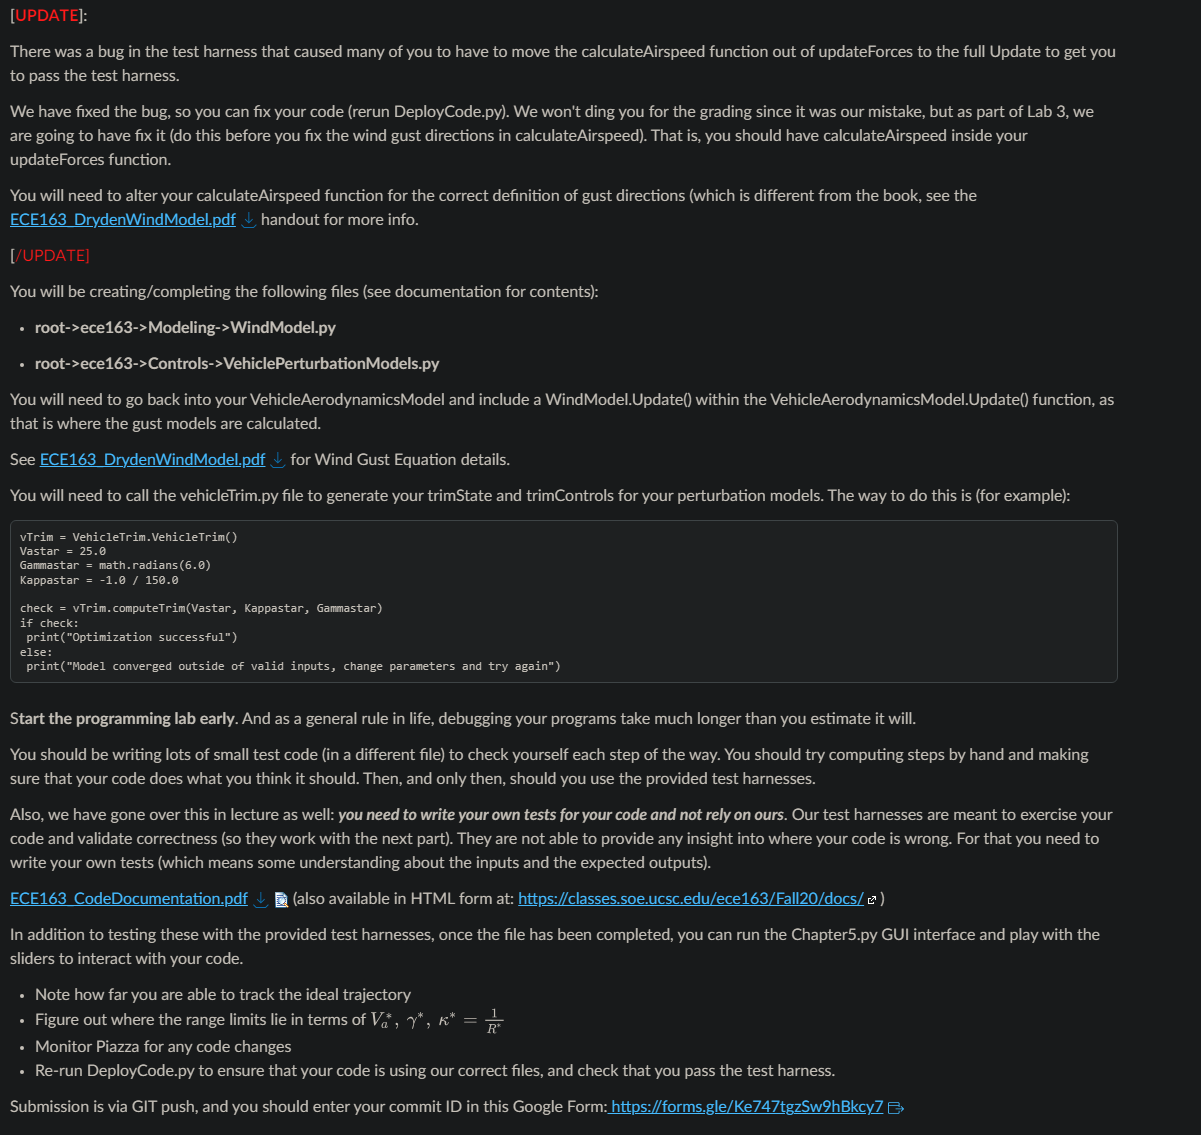 [UPDATE]:
There was a bug in the test harness that caused many of you to have to move the calculateAirspeed function out of updateForces to the full Update to get you
to pass the test harness.
We have fixed the bug, so you can fix your code (rerun DeployCode.py). We won't ding you for the grading since it was our mistake, but as part of Lab 3, we
are going to have fix it (do this before you fix the wind gust directions in calculateAirspeed). That is, you should have calculateAirspeed inside your
updateForces function.
You will need to alter your calculateAirspeed function for the correct definition of gust directions (which is different from the book, see the
ECE163_DrydenWindModel.pdf handout for more info.
[/UPDATE]
You will be creating/completing the following files (see documentation for contents):
• root->ece163->Modeling->WindModel.py
• root->ece163->Controls->VehiclePerturbationModels.py
You will need to go back into your VehicleAerodynamicsModel and include a WindModel.Update() within the VehicleAerodynamicsModel.Update() function, as
that is where the gust models are calculated.
See ECE163_DrydenWindModel.pdf for Wind Gust Equation details.
You will need to call the vehicleTrim.py file to generate your trimState and trimControls for your perturbation models. The way to do this is (for example):
vTrim = VehicleTrim.VehicleTrim()
Vastar = 25.0
Gammastar = math.radians(6.0)
Kappastar = -1.0 / 150.0
check = vTrim.computeTrim(Vastar, Kappastar, Gammastar)
if check:
 print("Optimization successful")
else:
 print("Model converged outside of valid inputs, change parameters and try again")
Start the programming lab early. And as a general rule in life, debugging your programs take much longer than you estimate it will.
You should be writing lots of small test code (in a different file) to check yourself each step of the way. You should try computing steps by hand and making
sure that your code does what you think it should. Then, and only then, should you use the provided test harnesses.
Also, we have gone over this in lecture as well: you need to write your own tests for your code and not rely on ours. Our test harnesses are meant to exercise your
code and validate correctness (so they work with the next part). They are not able to provide any insight into where your code is wrong. For that you need to
write your own tests (which means some understanding about the inputs and the expected outputs).
ECE163_CodeDocumentation.pdf (also available in HTML form at: https://classes.soe.ucsc.edu/ece163/Fall20/docs/ )
In addition to testing these with the provided test harnesses, once the file has been completed, you can run the Chapter5.py GUI interface and play with the
sliders to interact with your code.
• Note how far you are able to track the ideal trajectory
• Figure out where the range limits lie in terms of V_a^*, γ^*, κ^* = 1/R^*
• Monitor Piazza for any code changes
• Re-run DeployCode.py to ensure that your code is using our correct files, and check that you pass the test harness.
Submission is via GIT push, and you should enter your commit ID in this Google Form: https://forms.gle/Ke747tgzSw9hBkcy7